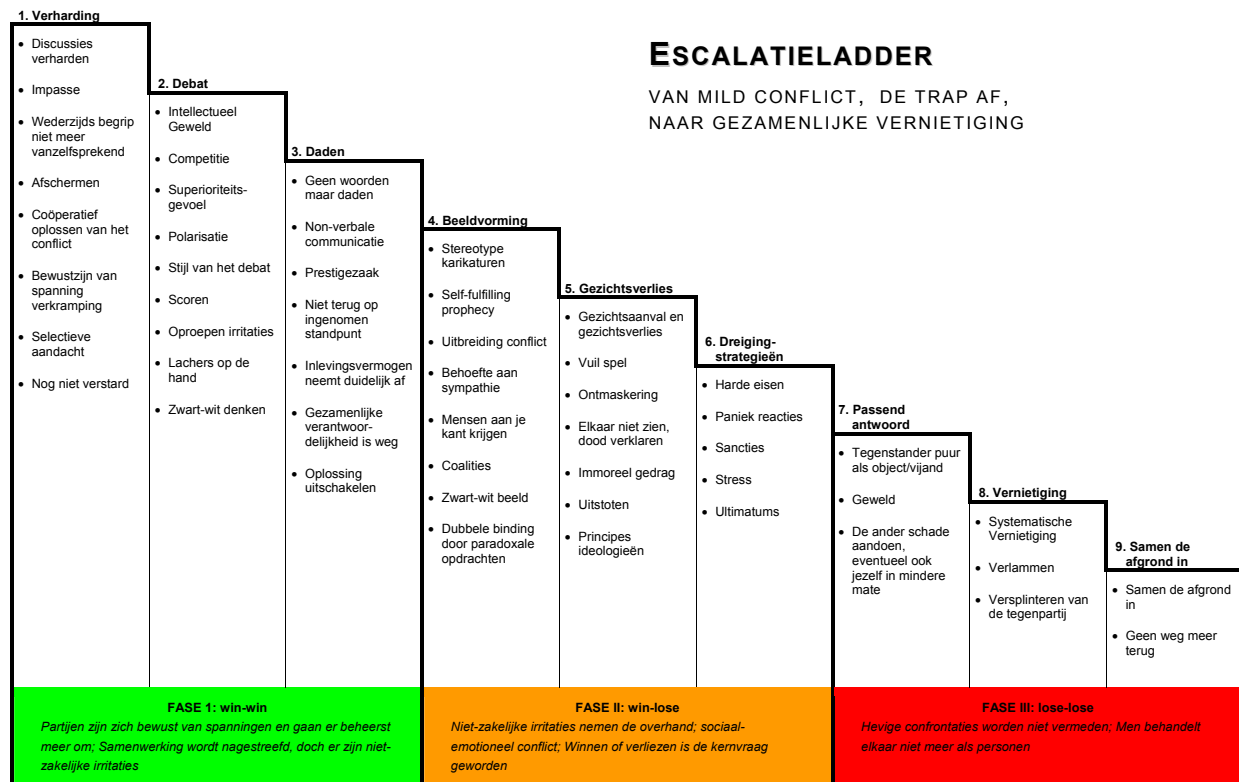 ESCALATIELADDER
VAN MILD CONFLICT, DE TRAP AF,
NAAR GEZAMENLIJKE VERNIETIGING
1. Verharding
• Discussies
verharden
• Impasse
• Wederzijds begrip
niet meer
vanzelfsprekend
• Afschermen
• Coöperatief
oplossen van het
conflict
• Bewustzijn van
spanning
verkramping
• Selectieve
aandacht
• Nog niet verstard
2. Debat
• Intellectueel
Geweld
• Competitie
• Superioriteits-
gevoel
• Polarisatie
• Stijl van het debat
• Scoren
• Oproepen irritaties
• Lachers op de
hand
• Zwart-wit denken
3. Daden
• Geen woorden
maar daden
• Non-verbale
communicatie
• Prestigezaak
• Niet terug op
ingenomen
standpunt
• Inlevingsvermogen
neemt duidelijk af
• Gezamenlijke
verantwoor-
delijkheid is weg
• Oplossing
uitschakelen
4. Beeldvorming
• Stereotype
karikaturen
• Self-fulfilling
prophecy
• Uitbreiding conflict
• Behoefte aan
sympathie
• Mensen aan je
kant krijgen
• Coalities
• Zwart-wit beeld
• Dubbele binding
door paradoxale
opdrachten
5. Gezichtsverlies
• Gezichtsaanval en
gezichtsverlies
• Vuil spel
• Ontmaskering
• Elkaar niet zien,
dood verklaren
• Immoreel gedrag
• Uitstoten
• Principes
ideologieën
6. Dreiging-
strategieën
• Harde eisen
• Paniek reacties
• Sancties
• Stress
• Ultimatums
7. Passend
antwoord
• Tegenstander puur
als object/vijand
• Geweld
• De ander schade
aandoen,
eventueel ook
jezelf in mindere
mate
8. Vernietiging
• Systematische
Vernietiging
• Verlammen
• Versplinteren van
de tegenpartij
9. Samen de
afgrond in
• Samen de afgrond
in
• Geen weg meer
terug
FASE 1: win-win
Partijen zijn zich bewust van spanningen en gaan er beheerst
meer om; Samenwerking wordt nagestreefd, doch er zijn niet-
zakelijke irritaties
FASE II: win-lose
Niet-zakelijke irritaties nemen de overhand; sociaal-
emotioneel conflict; Winnen of verliezen is de kernvraag
geworden
FASE III: lose-lose
Hevige confrontaties worden niet vermeden; Men behandelt
elkaar niet meer als personen